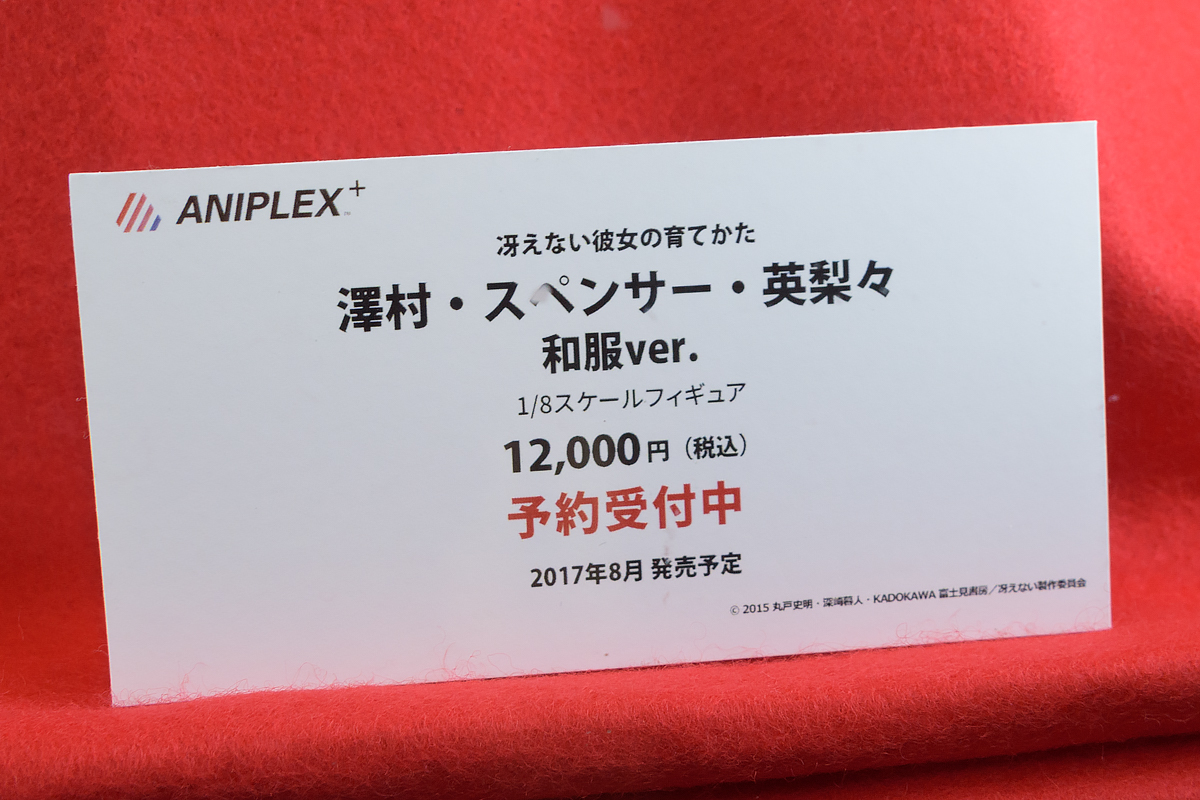 ANIPLEX+
冴えない彼女の育てかた
澤村・スペンサー・英梨々
和服ver.
1/8スケールフィギュア
12,000円（税込）
予約受付中
2017年8月 発売予定
© 2015 丸戸史明・深崎暮人・KADOKAWA 富士見書房／冴えない製作委員会